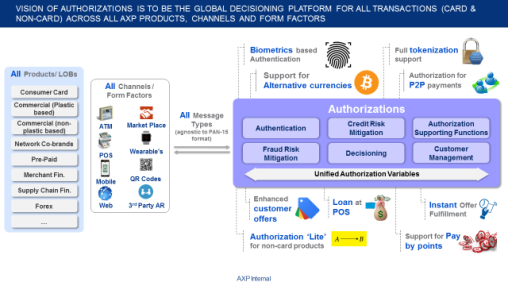 VISION OF AUTHORIZATIONS IS TO BE THE GLOBAL DECISIONING PLATFORM FOR ALL TRANSACTIONS (CARD &
NON-CARD) ACROSS ALL AXP PRODUCTS, CHANNELS AND FORM FACTORS
All Products/ LOBs
Consumer Card
Commercial (Plastic
based)
Commercial (non-
plastic based)
Network Co-brands
Pre-Paid
Merchant Fin.
Supply Chain Fin.
Forex
...
All Channels /
Form Factors
ATM
Market Place
POS
Wearable's
Mobile
QR Codes
Web
3rd Party AR
All Message
Types
(agnostic to PAN-15
format)
Biometrics based
Authentication
Support for
Alternative currencies
Full tokenization
support
Authorization for
P2P payments
Authorizations
Authentication
Credit Risk
Mitigation
Authorization
Supporting Functions
Fraud Risk
Mitigation
Decisioning
Customer
Management
Unified Authorization Variables
Enhanced
customer
offers
Loan at
POS
Instant Offer
Fulfillment
Authorization 'Lite'
for non-card products
A → B
Support for Pay
by points
AXP Internal